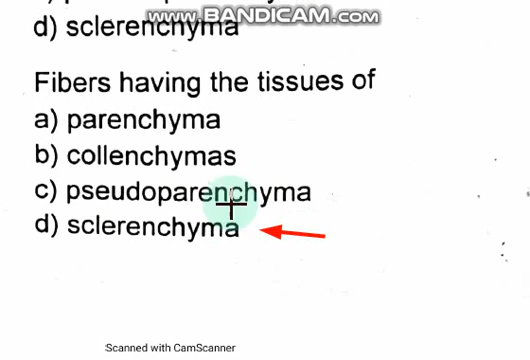 www.BANDICAM.com
d) sclerenchyma
Fibers having the tissues of
a) parenchyma
b) collenchymas
c) pseudoparenchyma
d) sclerenchyma
Scanned with CamScanner